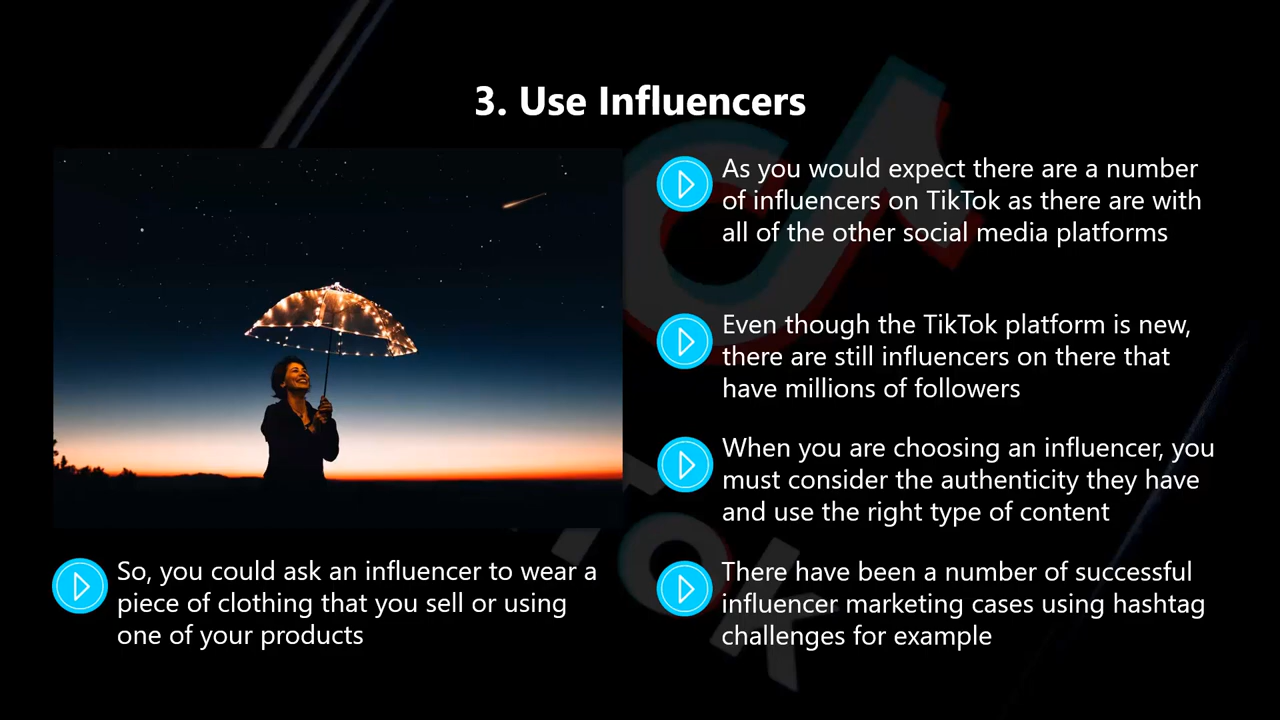 3. Use Influencers
As you would expect there are a number
of influencers on TikTok as there are with
all of the other social media platforms
Even though the TikTok platform is new,
there are still influencers on there that
have millions of followers
When you are choosing an influencer, you
must consider the authenticity they have
and use the right type of content
So, you could ask an influencer to wear a
piece of clothing that you sell or using
one of your products
There have been a number of successful
influencer marketing cases using hashtag
challenges for example